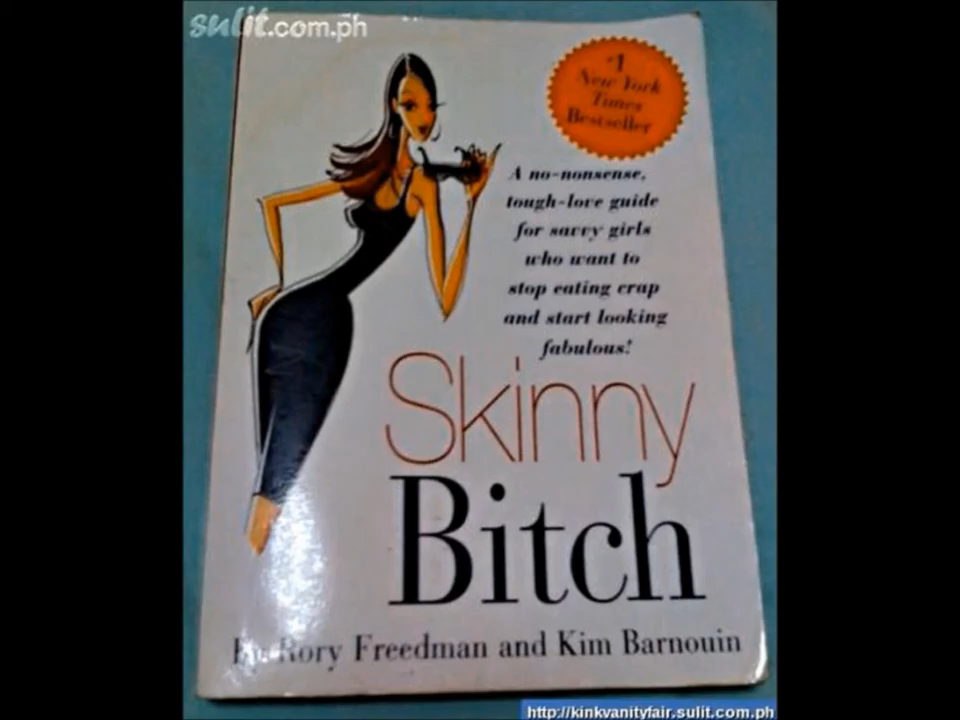 sulit.com.ph
#1
New York
Times
Bestseller
A no-nonsense,
tough-love guide
for savvy girls
who want to
stop eating crap
and start looking
fabulous!
Skinny
Bitch
By Rory Freedman and Kim Barnouin
http://kinkvanityfair.sulit.com.ph